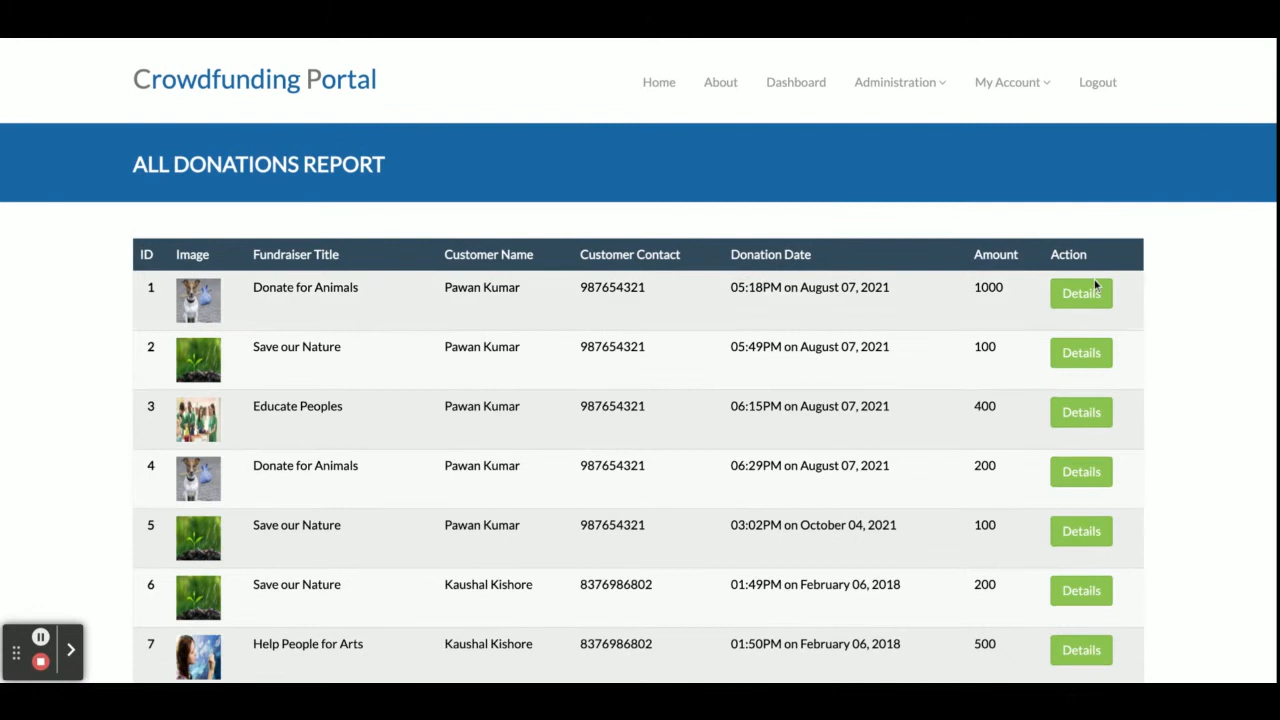 Crowdfunding Portal
Home About Dashboard Administration My Account Logout
ALL DONATIONS REPORT
ID Image Fundraiser Title Customer Name Customer Contact Donation Date Amount Action
1 Donate for Animals Pawan Kumar 987654321 05:18PM on August 07, 2021 1000 Details
2 Save our Nature Pawan Kumar 987654321 05:49PM on August 07, 2021 100 Details
3 Educate Peoples Pawan Kumar 987654321 06:15PM on August 07, 2021 400 Details
4 Donate for Animals Pawan Kumar 987654321 06:29PM on August 07, 2021 200 Details
5 Save our Nature Pawan Kumar 987654321 03:02PM on October 04, 2021 100 Details
6 Save our Nature Kaushal Kishore 8376986802 01:49PM on February 06, 2018 200 Details
7 Help People for Arts Kaushal Kishore 8376986802 01:50PM on February 06, 2018 500 Details